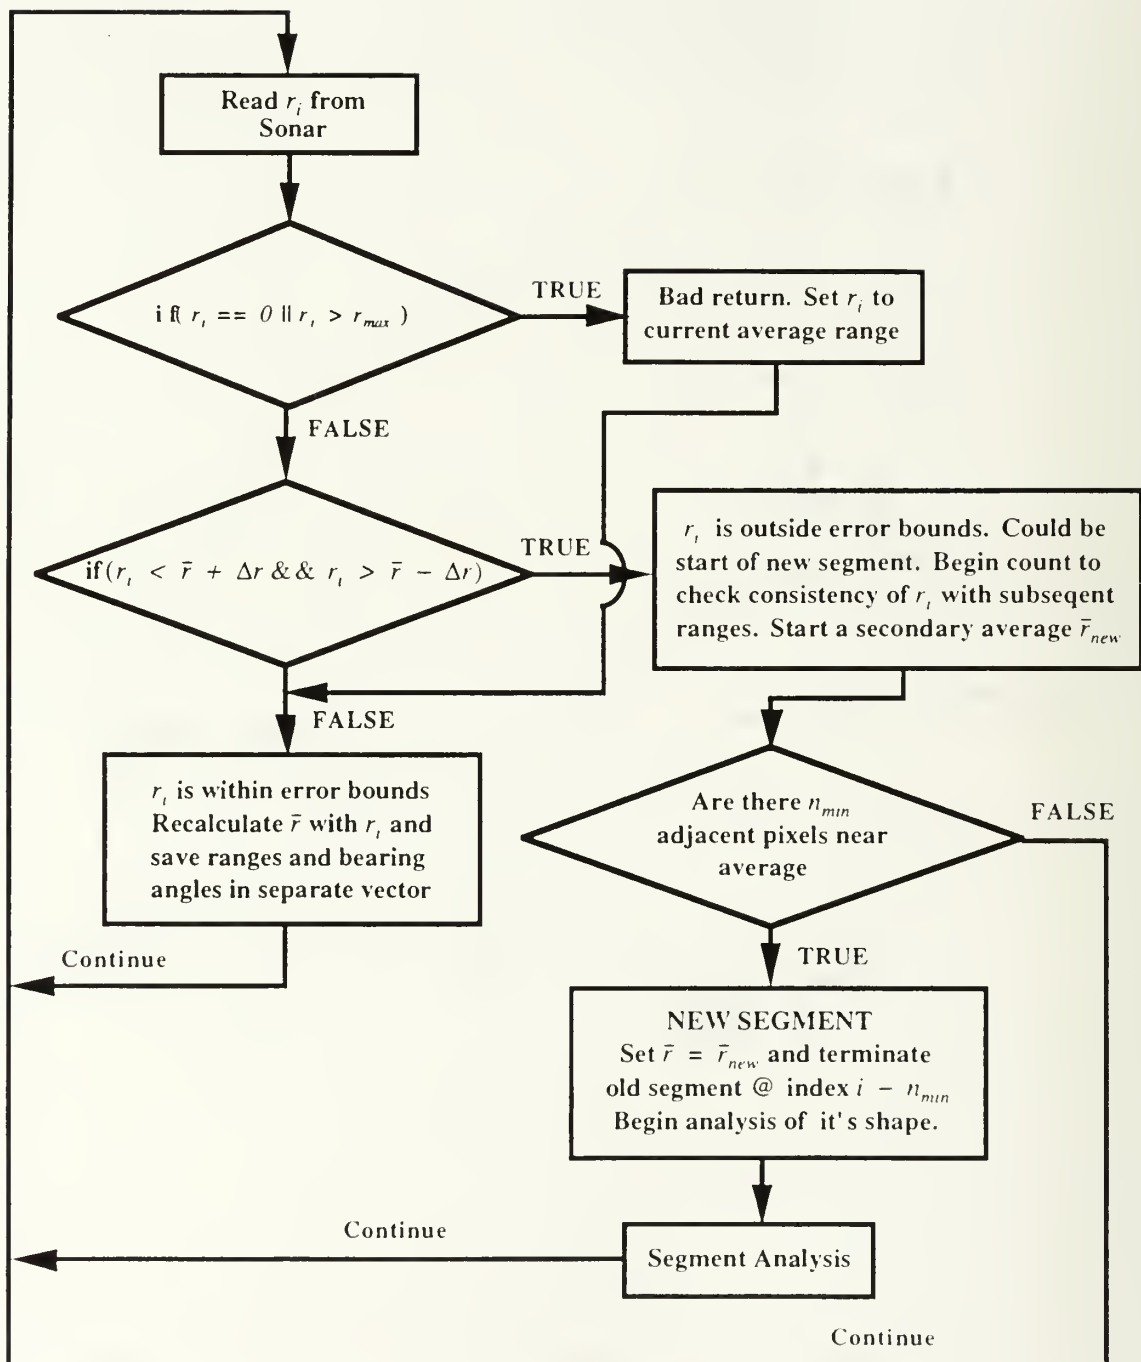 Read r_i from
Sonar
if( r_i == 0 || r_i > r_max )
TRUE
Bad return. Set r_i to
current average range
FALSE
if(r_i < r̄ + Δr && r_i > r̄ − Δr)
TRUE
r_i is outside error bounds. Could be
start of new segment. Begin count to
check consistency of r_i with subseqent
ranges. Start a secondary average r̄_new
FALSE
r_i is within error bounds
Recalculate r̄ with r_i and
save ranges and bearing
angles in separate vector
Continue
Are there n_min
adjacent pixels near
average
FALSE
TRUE
NEW SEGMENT
Set r̄ = r̄_new and terminate
old segment @ index i − n_min
Begin analysis of it's shape.
Continue
Segment Analysis
Continue